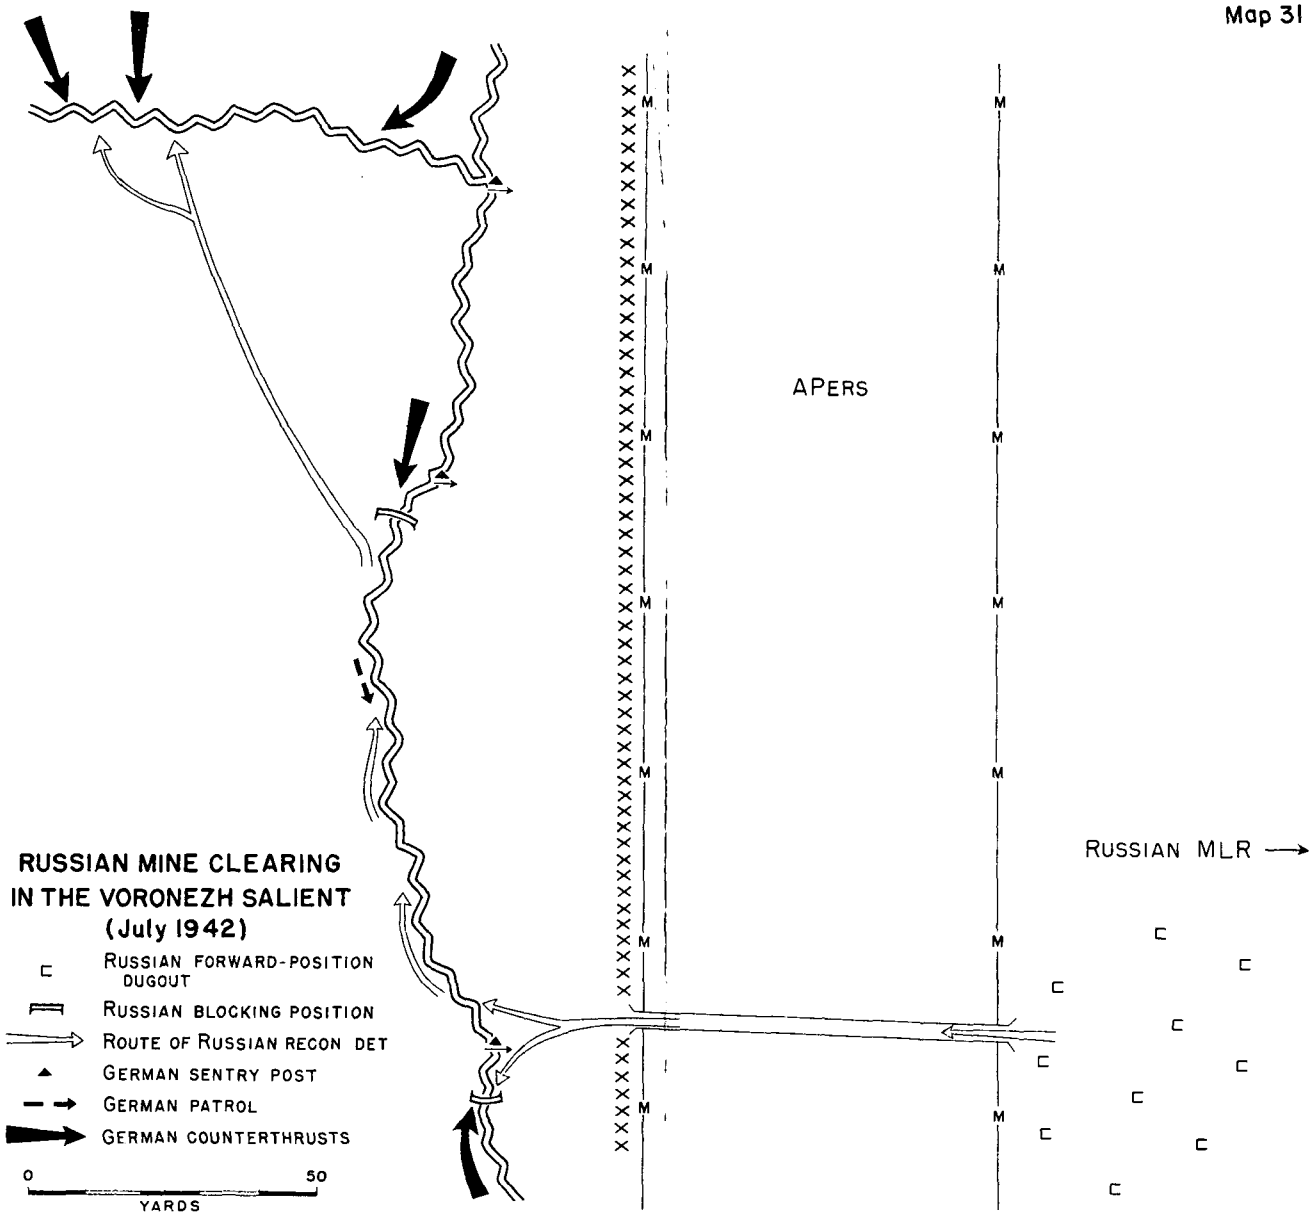 Map 31
M M
M M
APERS
M M
M M
M M
RUSSIAN MLR
M M
M M
RUSSIAN MINE CLEARING
IN THE VORONEZH SALIENT
(July 1942)
RUSSIAN FORWARD-POSITION
DUGOUT
RUSSIAN BLOCKING POSITION
ROUTE OF RUSSIAN RECON DET
GERMAN SENTRY POST
GERMAN PATROL
GERMAN COUNTERTHRUSTS
0 50
YARDS